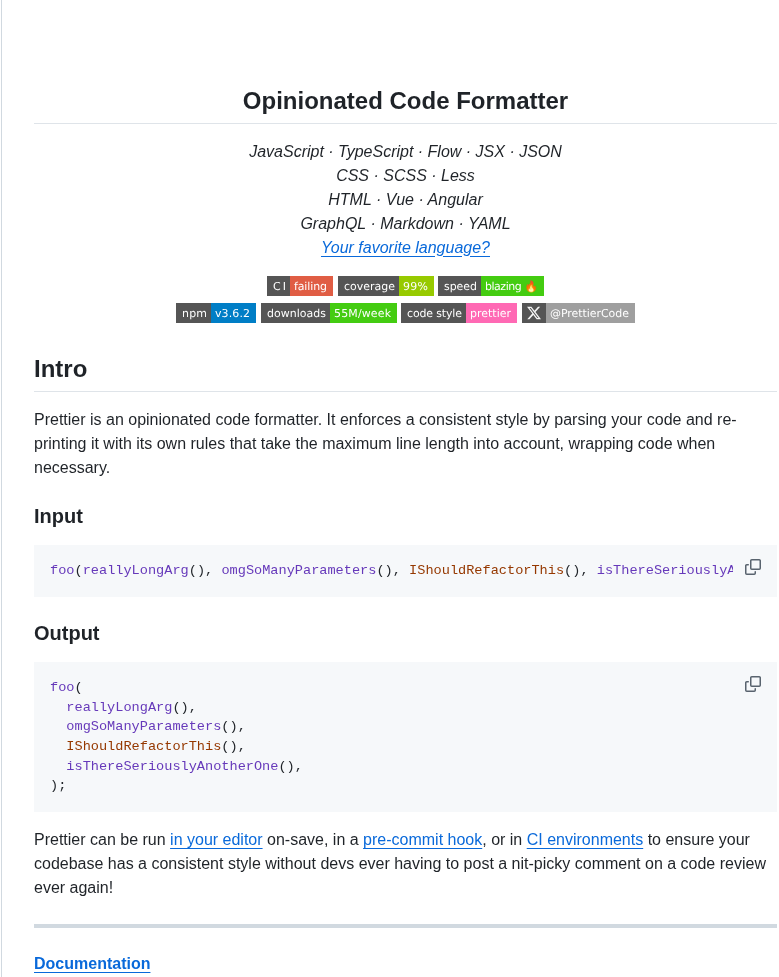 Opinionated Code Formatter
JavaScript · TypeScript · Flow · JSX · JSON
CSS · SCSS · Less
HTML · Vue · Angular
GraphQL · Markdown · YAML
Your favorite language?
CI failing coverage 99% speed blazing 🔥
npm v3.6.2 downloads 55M/week code style prettier @PrettierCode
Intro
Prettier is an opinionated code formatter. It enforces a consistent style by parsing your code and re-
printing it with its own rules that take the maximum line length into account, wrapping code when
necessary.
Input
foo(reallyLongArg(), omgSoManyParameters(), IShouldRefactorThis(), isThereSeriouslyA
Output
foo(
  reallyLongArg(),
  omgSoManyParameters(),
  IShouldRefactorThis(),
  isThereSeriouslyAnotherOne(),
);
Prettier can be run in your editor on-save, in a pre-commit hook, or in CI environments to ensure your
codebase has a consistent style without devs ever having to post a nit-picky comment on a code review
ever again!
Documentation